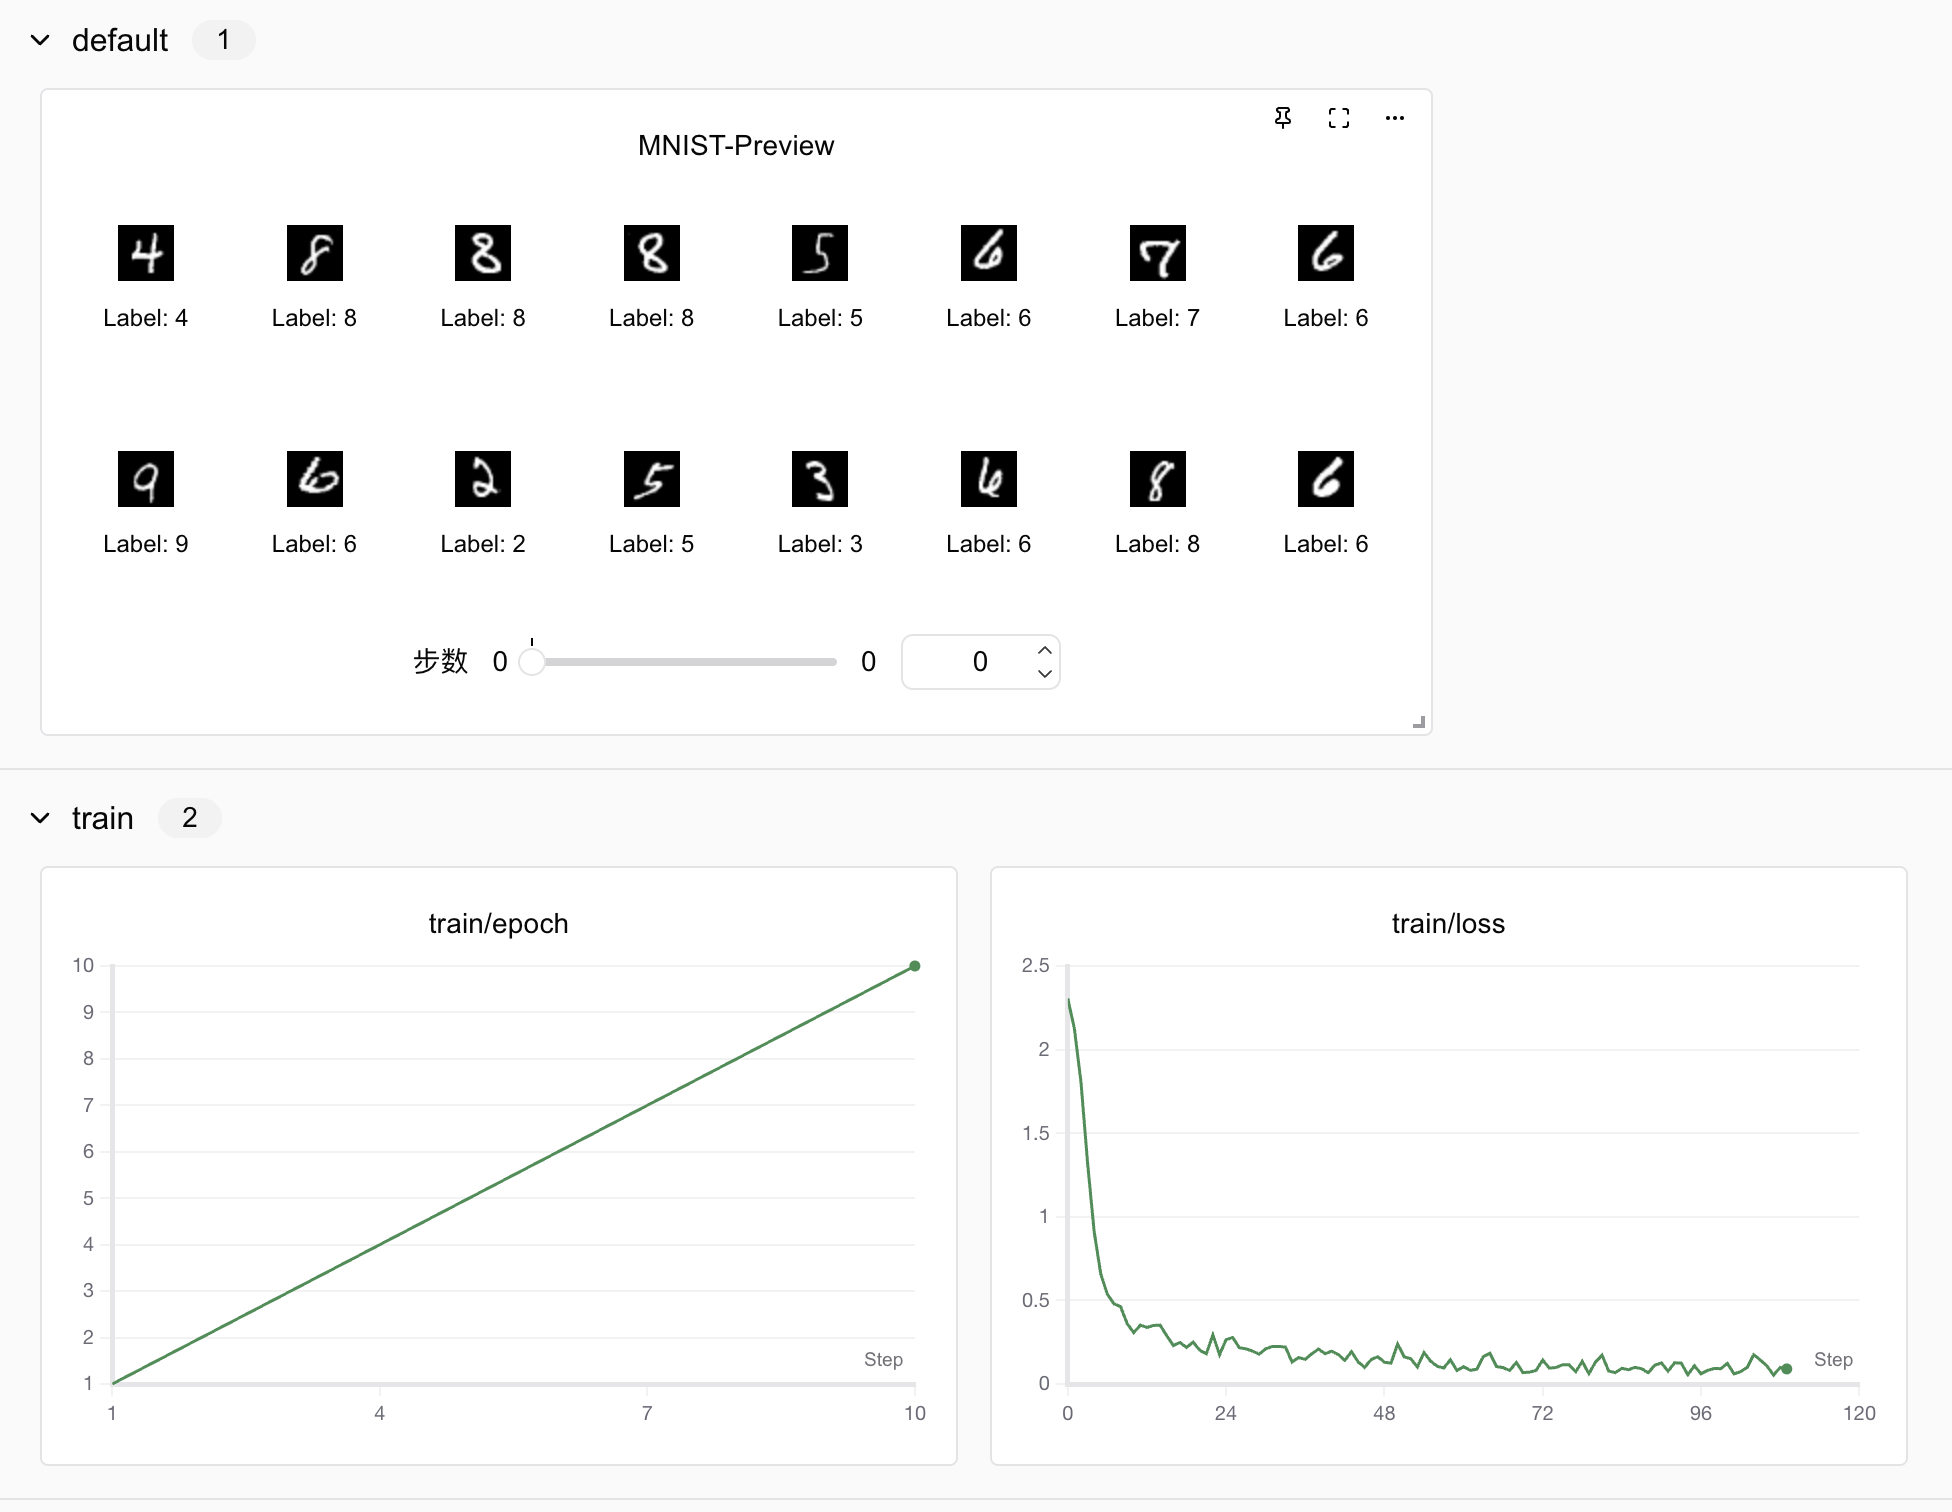 default 1
MNIST-Preview
4 8 8 8 5 6 7 6
Label: 4 Label: 8 Label: 8 Label: 8 Label: 5 Label: 6 Label: 7 Label: 6
9 6 2 5 3 6 8 6
Label: 9 Label: 6 Label: 2 Label: 5 Label: 3 Label: 6 Label: 8 Label: 6
步数 0 0 0
train 2
train/epoch
10
9
8
7
6
5
4
3
2
1
Step
1 4 7 10
train/loss
2.5
2
1.5
1
0.5
0
Step
0 24 48 72 96 120